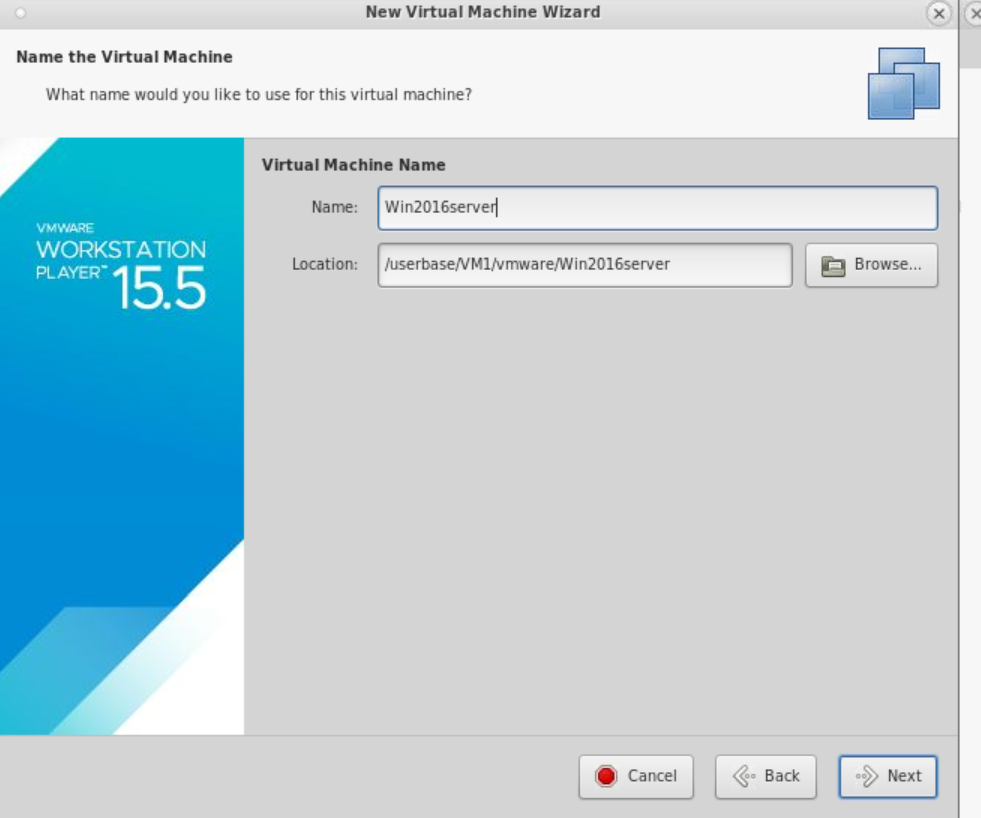 New Virtual Machine Wizard
Name the Virtual Machine
What name would you like to use for this virtual machine?
VMWARE
WORKSTATION
PLAYER™ 15.5
Virtual Machine Name
Name: Win2016server
Location: /userbase/VM1/vmware/Win2016server Browse...
Cancel Back Next